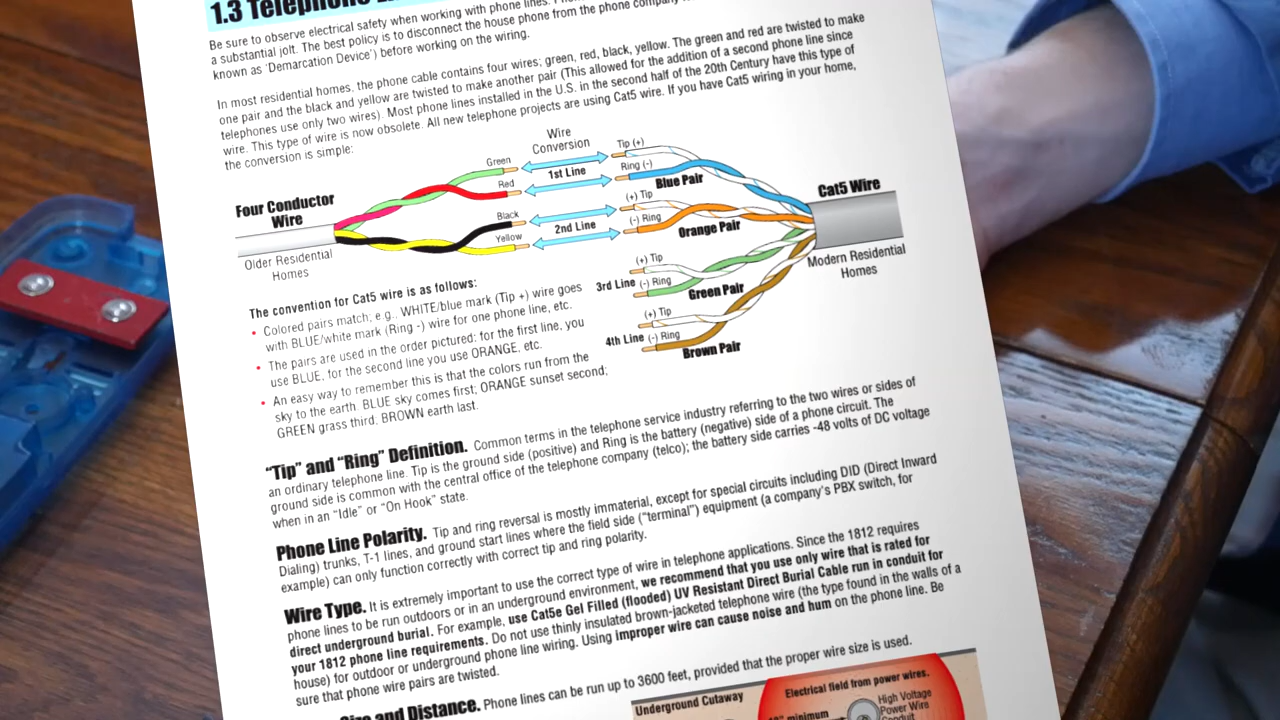 1.3 Telephone
Be sure to observe electrical safety when working with phone lines.
a substantial jolt. The best policy is to disconnect the house phone from the phone company
known as ‘Demarcation Device’) before working on the wiring.
In most residential homes, the phone cable contains four wires; green, red, black, yellow. The green and red are twisted to make
one pair and the black and yellow are twisted to make another pair (This allowed for the addition of a second phone line since
telephones use only two wires). Most phone lines installed in the U.S. in the second half of the 20th Century have this type of
wire. This type of wire is now obsolete. All new telephone projects are using Cat5 wire. If you have Cat5 wiring in your home,
the conversion is simple:
Four Conductor
Wire
Older Residential
Homes
Green
Red
Black
Yellow
Wire
Conversion
1st Line
2nd Line
Tip (+)
Ring (-)
Blue Pair
(+) Tip
(-) Ring
Orange Pair
(+) Tip
3rd Line (-) Ring
Green Pair
(+) Tip
4th Line (-) Ring
Brown Pair
Cat5 Wire
Modern Residential
Homes
The convention for Cat5 wire is as follows:
• Colored pairs match; e.g., WHITE/blue mark (Tip +) wire goes
with BLUE/white mark (Ring -) wire for one phone line, etc.
• The pairs are used in the order pictured: for the first line, you
use BLUE, for the second line you use ORANGE, etc.
• An easy way to remember this is that the colors run from the
sky to the earth. BLUE sky comes first; ORANGE sunset second;
GREEN grass third, BROWN earth last.
“Tip” and “Ring” Definition. Common terms in the telephone service industry referring to the two wires or sides of
an ordinary telephone line. Tip is the ground side (positive) and Ring is the battery (negative) side of a phone circuit. The
ground side is common with the central office of the telephone company (telco); the battery side carries -48 volts of DC voltage
when in an “Idle” or “On Hook” state.
Phone Line Polarity. Tip and ring reversal is mostly immaterial, except for special circuits including DID (Direct Inward
Dialing) trunks, T-1 lines, and ground start lines where the field side (“terminal”) equipment (a company’s PBX switch, for
example) can only function correctly with correct tip and ring polarity.
Wire Type. It is extremely important to use the correct type of wire in telephone applications. Since the 1812 requires
phone lines to be run outdoors or in an underground environment, we recommend that you use only wire that is rated for
direct underground burial. For example, use Cat5e Gel Filled (flooded) UV Resistant Direct Burial Cable run in conduit for
your 1812 phone line requirements. Do not use thinly insulated brown-jacketed telephone wire (the type found in the walls of a
house) for outdoor or underground phone line wiring. Using improper wire can cause noise and hum on the phone line. Be
sure that phone wire pairs are twisted.
Size and Distance. Phone lines can be run up to 3600 feet, provided that the proper wire size is used.
Underground Cutaway
Electrical field from power wires.
minimum
High Voltage
Power Wire
Conduit